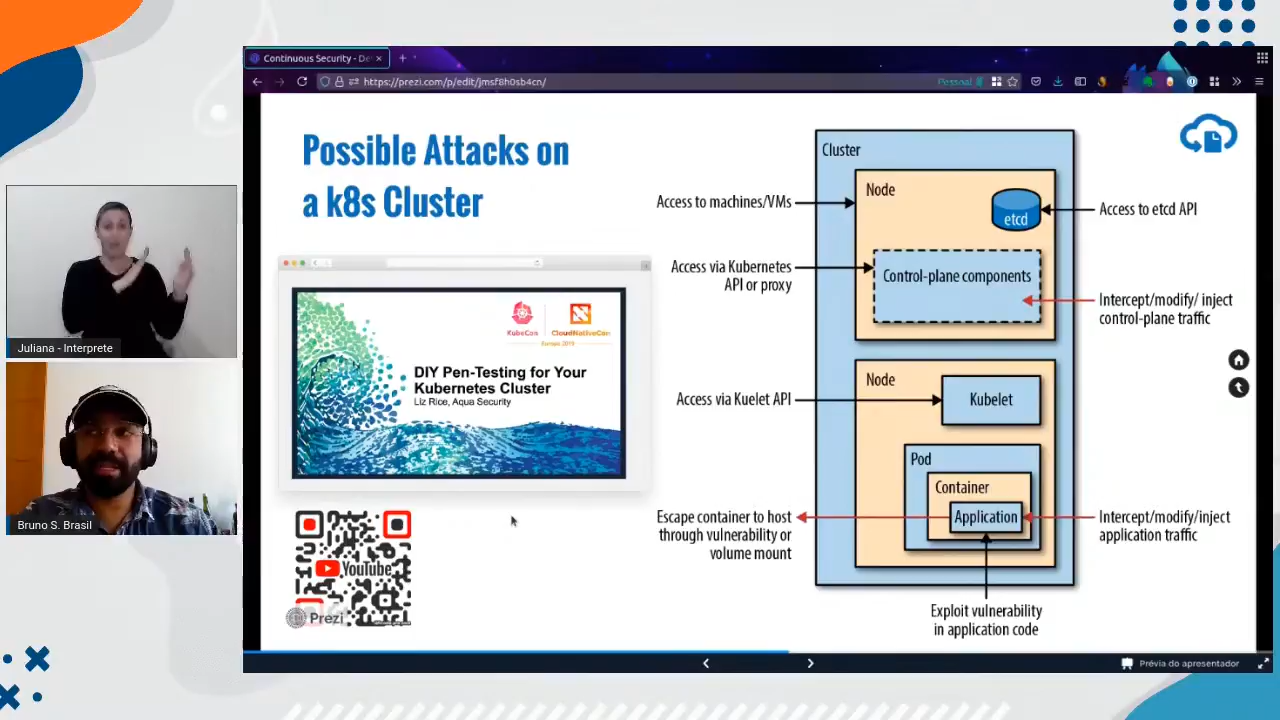 Continuous Security - De
https://prezi.com/p/edit/jmsf8h0sb4cn/
Pessoal
Possible Attacks on
a k8s Cluster
KubeCon
CloudNativeCon
Europe 2019
DIY Pen-Testing for Your
Kubernetes Cluster
Liz Rice, Aqua Security
YouTube
Prezi
Cluster
Node
etcd
Control-plane components
Access to machines/VMs
Access via Kubernetes
API or proxy
Access to etcd API
Intercept/modify/ inject
control-plane traffic
Node
Kubelet
Access via Kuelet API
Pod
Container
Application
Escape container to host
through vulnerability or
volume mount
Intercept/modify/inject
application traffic
Exploit vulnerability
in application code
Prévia do apresentador
Juliana - Interprete
Bruno S. Brasil